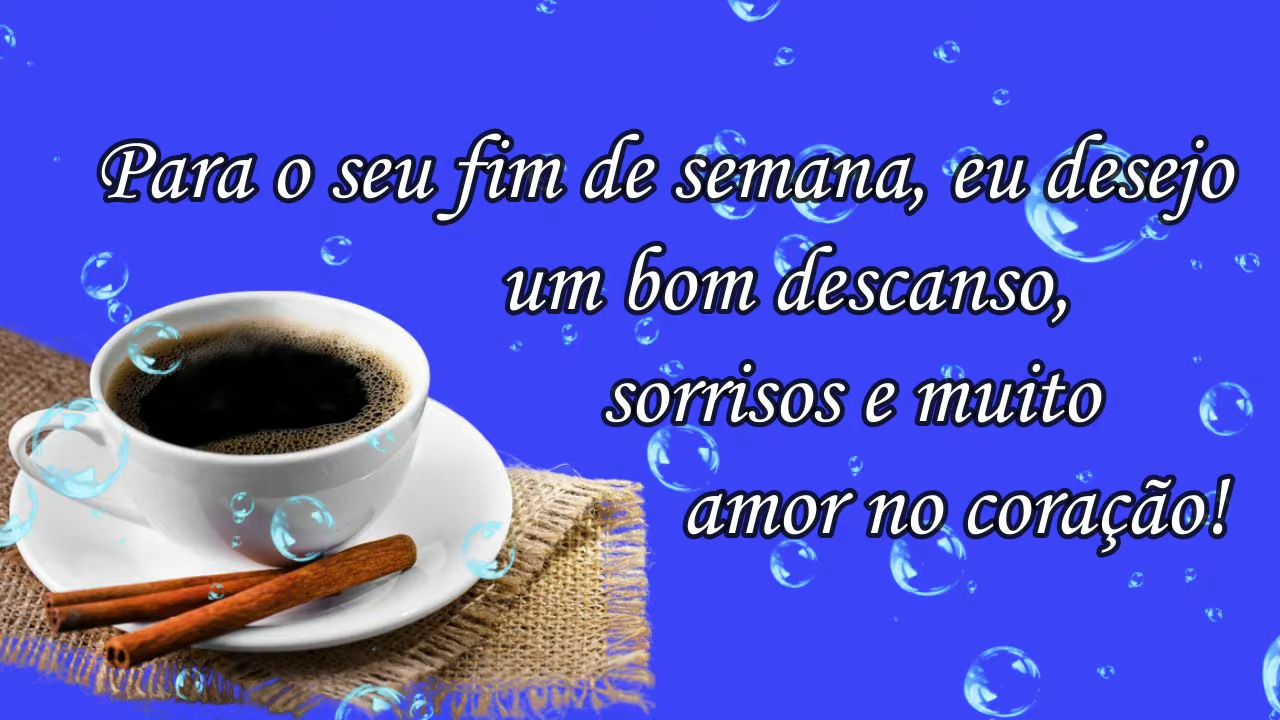 Para o seu fim de semana, eu desejo
um bom descanso,
sorrisos e muito
amor no coração!